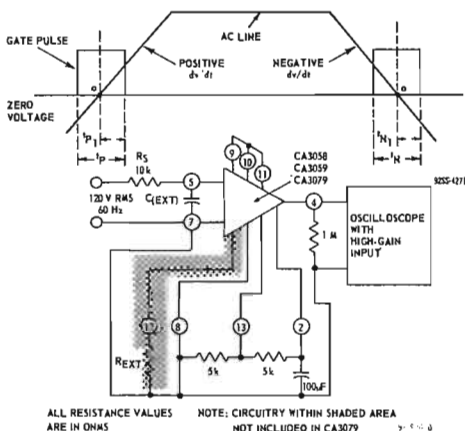 GATE PULSE
AC LINE
POSITIVE
dv/dt
NEGATIVE
dv/dt
ZERO
VOLTAGE
o
o
tP1
tP
tN1
tN
RS
10k
120 V RMS
60 Hz
C(EXT)
5
7
9
10
11
CA3058
CA3059
CA3079
4
1 M
OSCILLOSCOPE
WITH
HIGH-GAIN
INPUT
12
8
13
2
REXT
5k
5k
100µF
ALL RESISTANCE VALUES
ARE IN OHMS
NOTE: CIRCUITRY WITHIN SHADED AREA
NOT INCLUDED IN CA3079